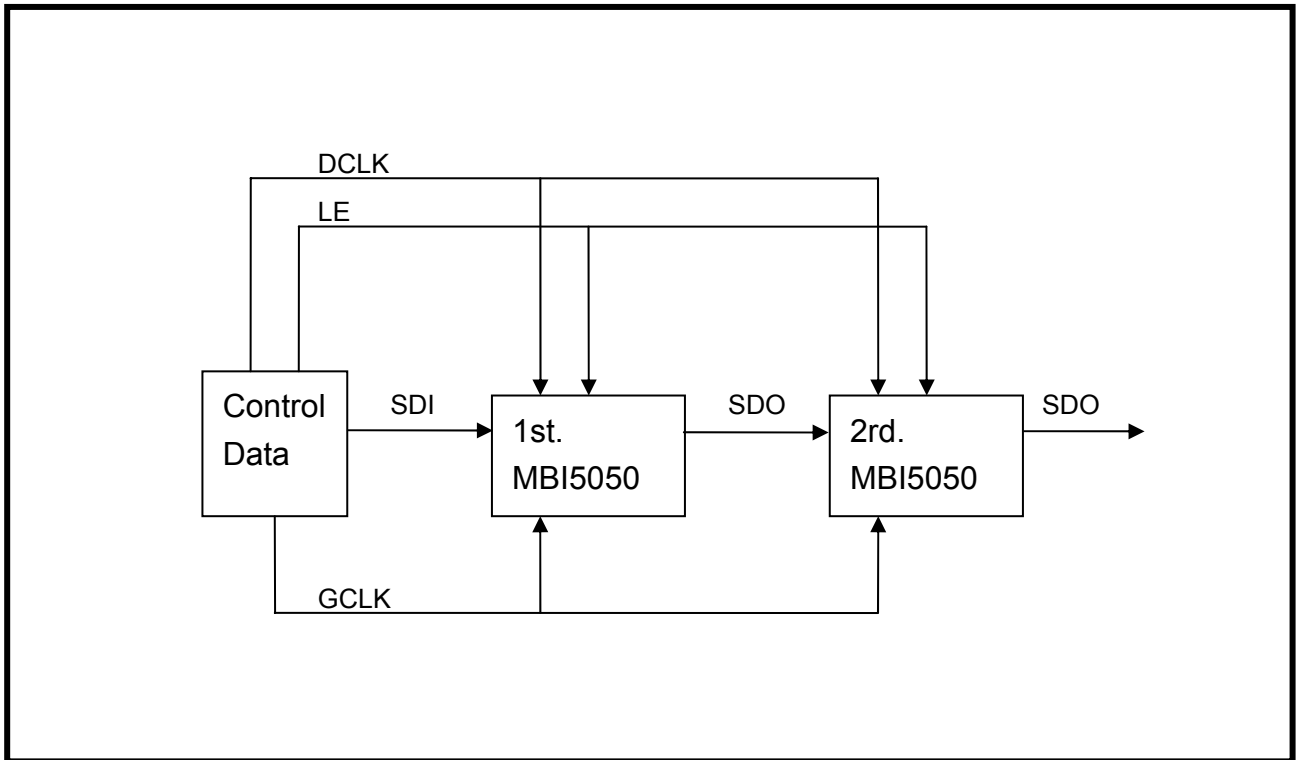 DCLK
LE
Control
Data
SDI
1st.
MBI5050
SDO
2rd.
MBI5050
SDO
GCLK